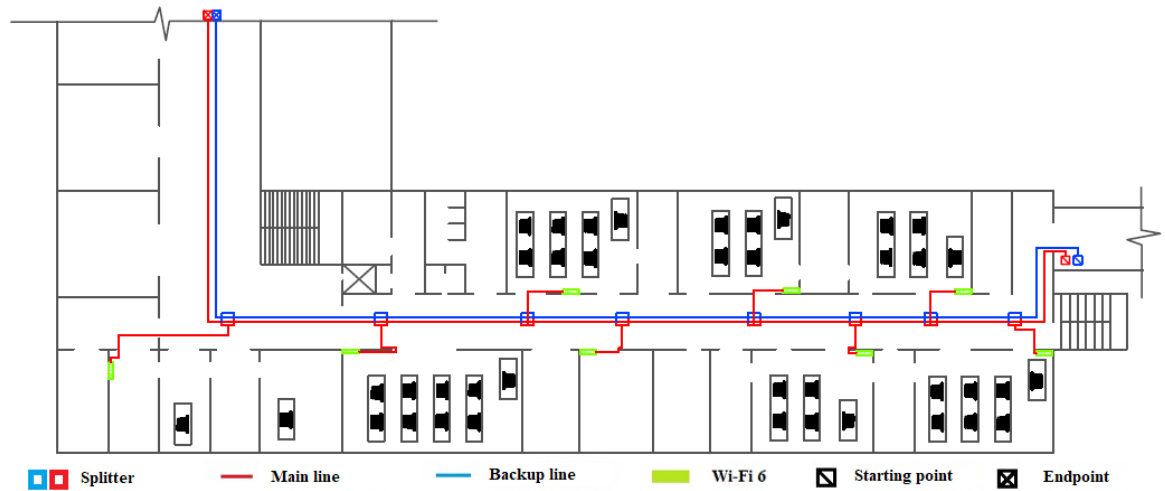 Splitter
Main line
Backup line
Wi-Fi 6
Starting point
Endpoint